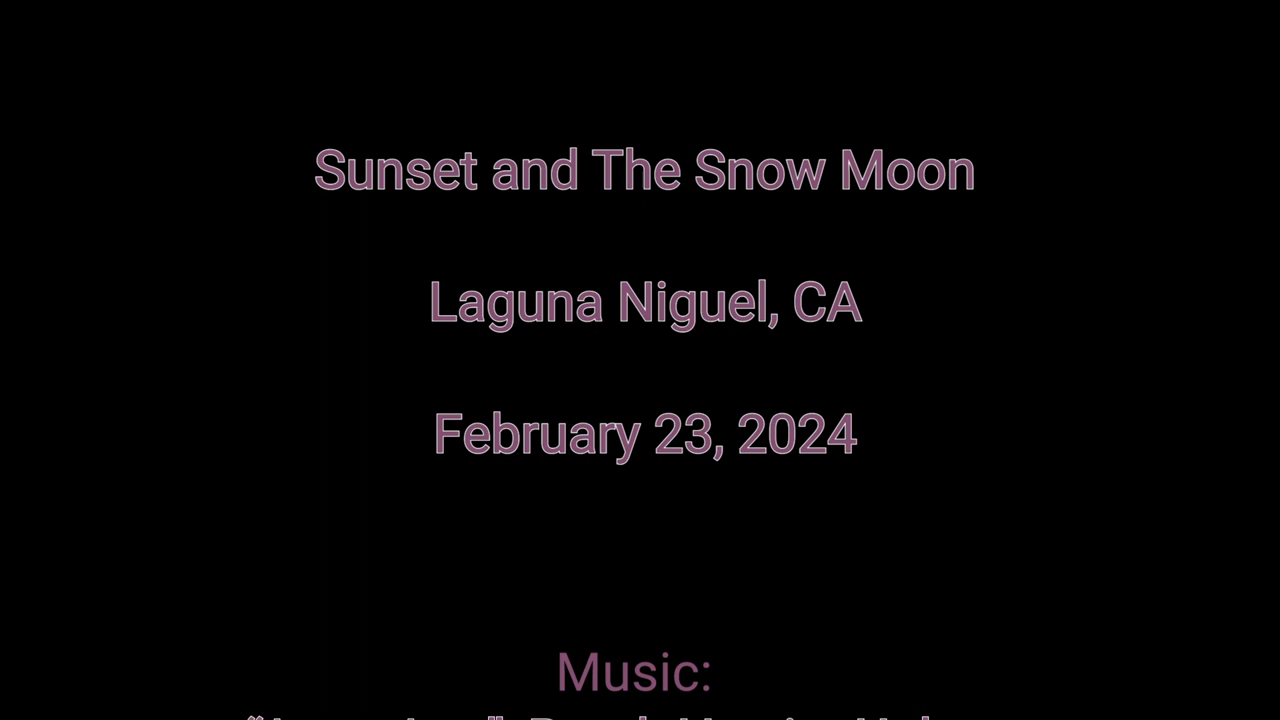 Sunset and The Snow Moon
Laguna Niguel, CA
February 23, 2024
Music: